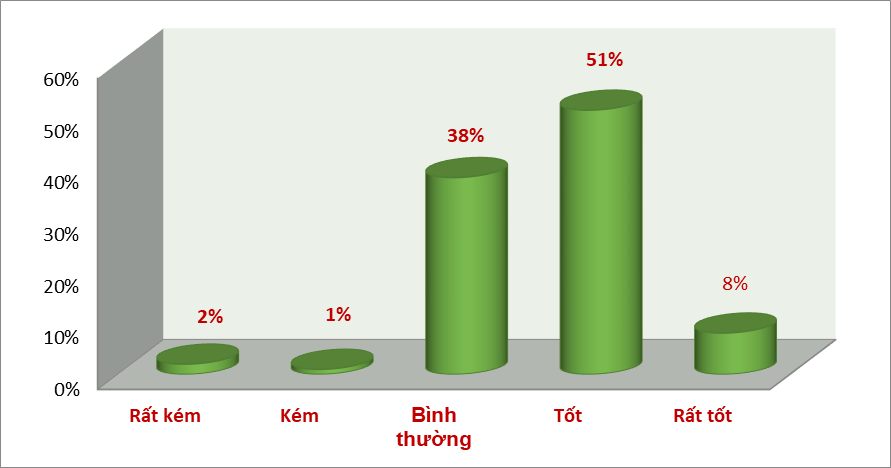 60%
50%
40%
30%
20%
10%
0%
2%
1%
38%
51%
8%
Rất kém
Kém
Bình
thường
Tốt
Rất tốt